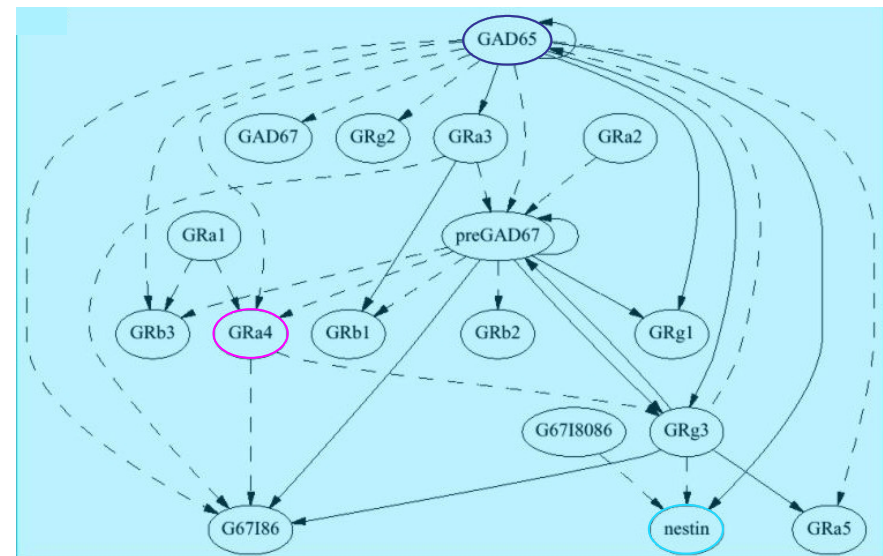 GAD65
GAD67
GRg2
GRa3
GRa2
GRa1
preGAD67
GRb3
GRa4
GRb1
GRb2
GRg1
G67I8086
GRg3
G67I86
nestin
GRa5